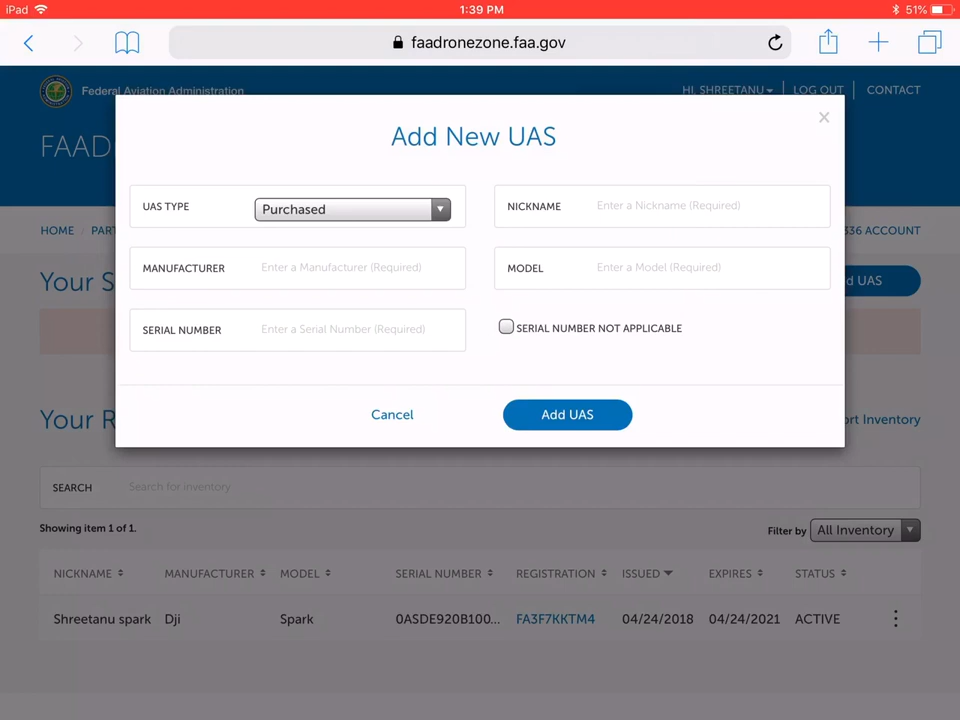 iPad 1:39 PM 51%
faadronezone.faa.gov
Federal Aviation Administration HI, SHREETANU LOG OUT CONTACT
FAAD
Add New UAS
UAS TYPE Purchased NICKNAME Enter a Nickname (Required)
HOME PART 336 ACCOUNT
MANUFACTURER Enter a Manufacturer (Required) MODEL Enter a Model (Required)
Your S d UAS
SERIAL NUMBER Enter a Serial Number (Required) SERIAL NUMBER NOT APPLICABLE
Cancel Add UAS
Your R ort Inventory
SEARCH Search for inventory
Showing item 1 of 1. Filter by All Inventory
NICKNAME MANUFACTURER MODEL SERIAL NUMBER REGISTRATION ISSUED EXPIRES STATUS
Shreetanu spark Dji Spark 0ASDE920B100... FA3F7KKTM4 04/24/2018 04/24/2021 ACTIVE